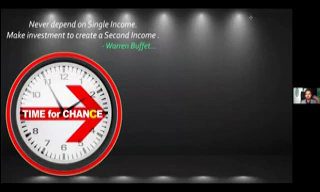 Never depend on Single Income.
Make investment to create a Second Income .
- Warren Buffet...
TIME for CHANCE